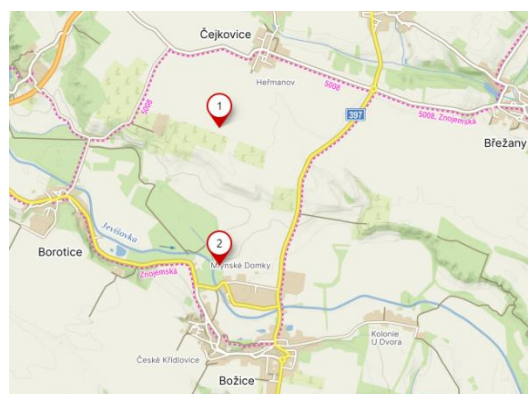 Čejkovice
Heřmanov
5008
5008
1
397
5008, Znojemská
Břežany
Jevišovka
Borotice
2
Mlýnské Domky
Znojemská
Kolonie
U Dvora
České Křídlovice
Božice